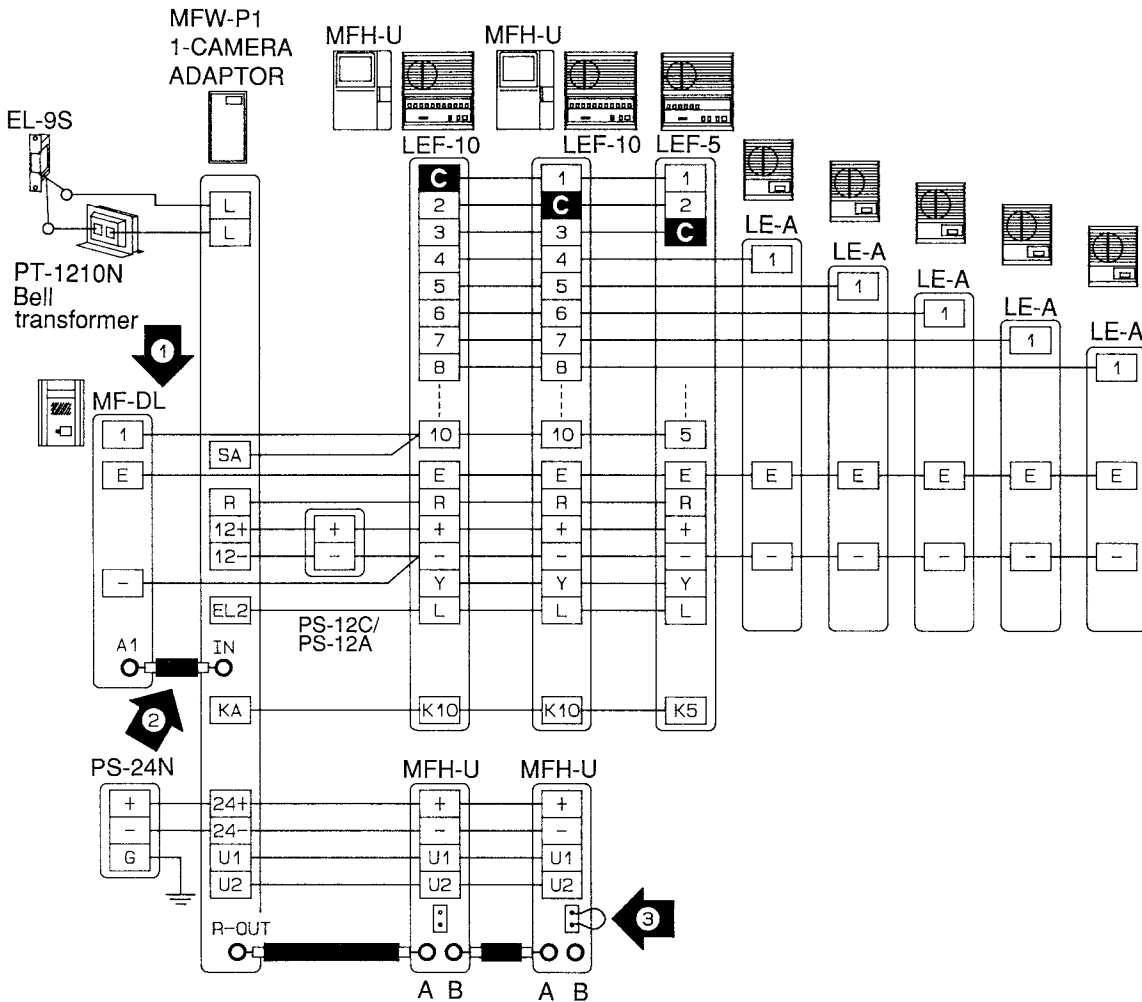 MFW-P1
1-CAMERA
ADAPTOR
MFH-U
MFH-U
EL-9S
PT-1210N
Bell
transformer
LEF-10
LEF-10
LEF-5
LE-A
LE-A
LE-A
LE-A
LE-A
L
L
C 1 1
2 C 2
3 3 C
4 4 1
5 5 1
6 6 1
7 7 1
8 8 1
1
MF-DL
1 10 10 5
SA
E E E E E E E E E
R R R R
12+ + + + +
12- - - - - - - - - -
- Y Y Y
EL2 L L L
PS-12C/
PS-12A
A1 IN
KA K10 K10 K5
2
PS-24N
MFH-U MFH-U
+ 24+ + +
- 24- - -
G U1 U1 U1
U2 U2 U2
3
R-OUT
A B A B